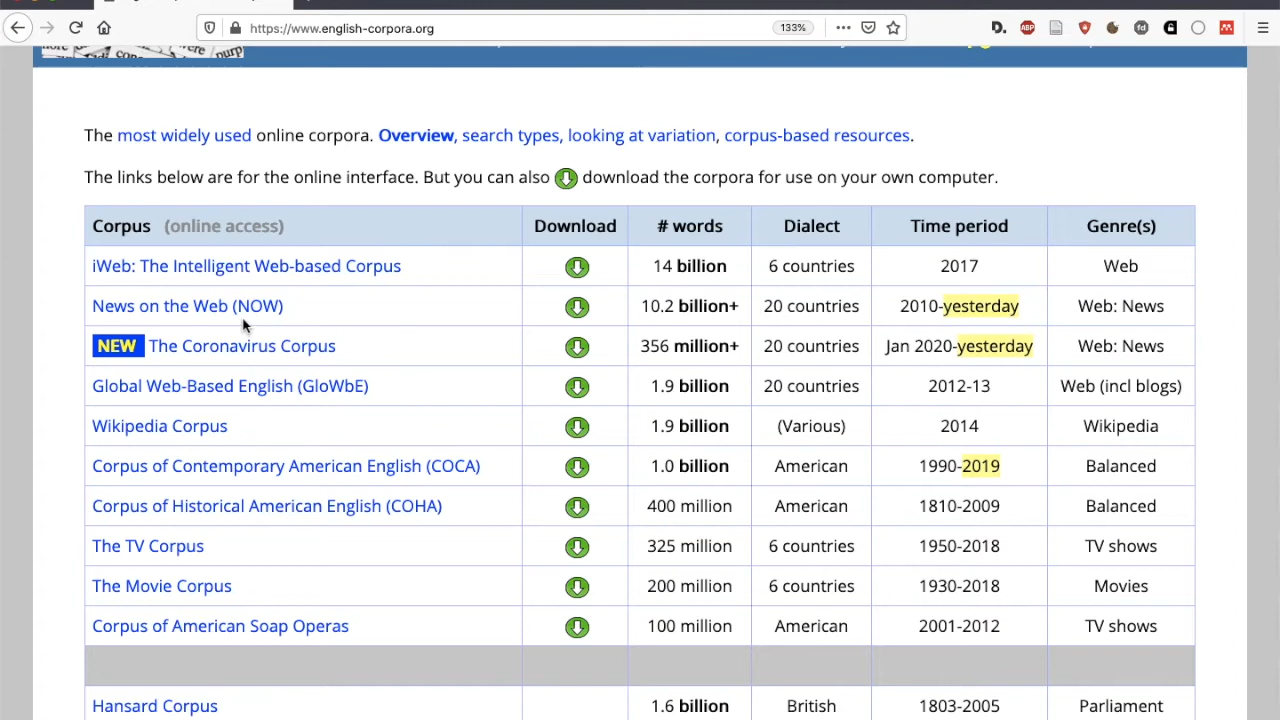 https://www.english-corpora.org
133%
The most widely used online corpora. Overview, search types, looking at variation, corpus-based resources.
The links below are for the online interface. But you can also download the corpora for use on your own computer.
Corpus (online access) Download # words Dialect Time period Genre(s)
iWeb: The Intelligent Web-based Corpus 14 billion 6 countries 2017 Web
News on the Web (NOW) 10.2 billion+ 20 countries 2010-yesterday Web: News
NEW The Coronavirus Corpus 356 million+ 20 countries Jan 2020-yesterday Web: News
Global Web-Based English (GloWbE) 1.9 billion 20 countries 2012-13 Web (incl blogs)
Wikipedia Corpus 1.9 billion (Various) 2014 Wikipedia
Corpus of Contemporary American English (COCA) 1.0 billion American 1990-2019 Balanced
Corpus of Historical American English (COHA) 400 million American 1810-2009 Balanced
The TV Corpus 325 million 6 countries 1950-2018 TV shows
The Movie Corpus 200 million 6 countries 1930-2018 Movies
Corpus of American Soap Operas 100 million American 2001-2012 TV shows
Hansard Corpus 1.6 billion British 1803-2005 Parliament